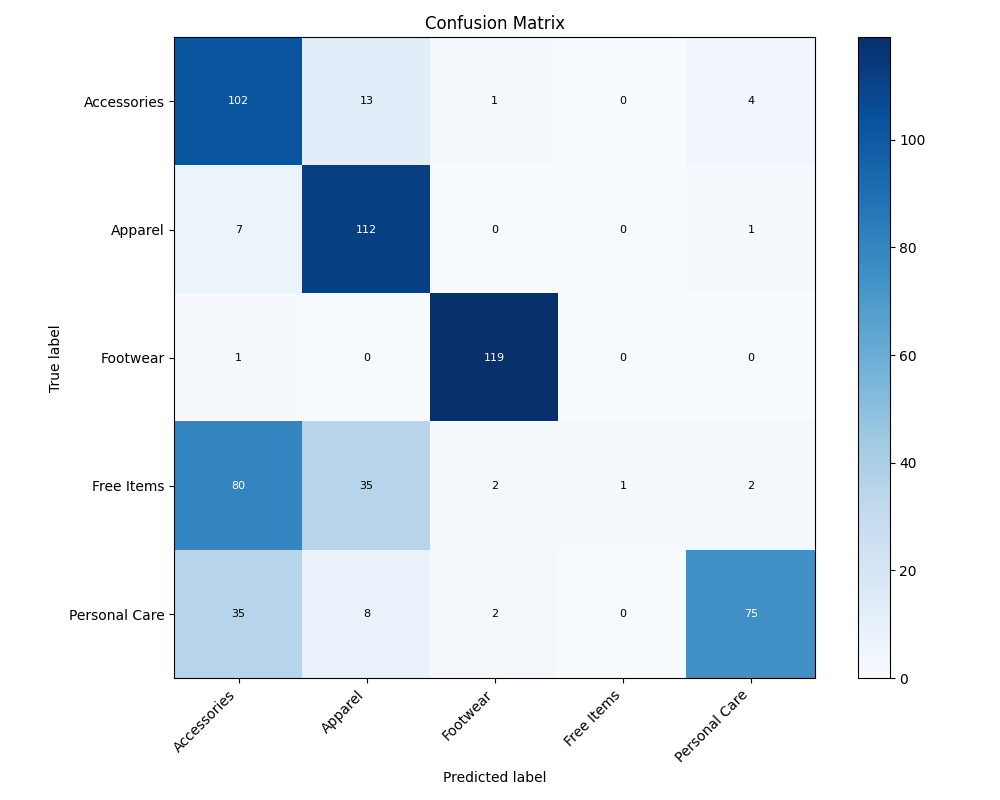 Confusion Matrix
True label
Accessories 102 13 1 0 4
Apparel 7 112 0 0 1
Footwear 1 0 119 0 0
Free Items 80 35 2 1 2
Personal Care 35 8 2 0 75
Accessories Apparel Footwear Free Items Personal Care
Predicted label
100
80
60
40
20
0